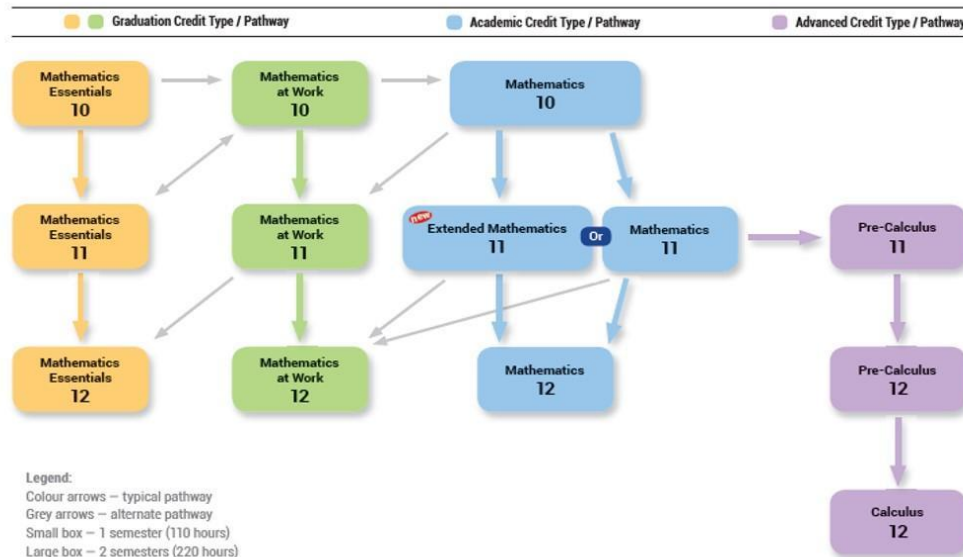 Graduation Credit Type / Pathway
Academic Credit Type / Pathway
Advanced Credit Type / Pathway
Mathematics
Essentials
10
Mathematics
at Work
10
Mathematics
10
Mathematics
Essentials
11
Mathematics
at Work
11
new
Extended Mathematics
11
Or
Mathematics
11
Pre-Calculus
11
Mathematics
Essentials
12
Mathematics
at Work
12
Mathematics
12
Pre-Calculus
12
Calculus
12
Legend:
Colour arrows — typical pathway
Grey arrows — alternate pathway
Small box — 1 semester (110 hours)
Large box — 2 semesters (220 hours)